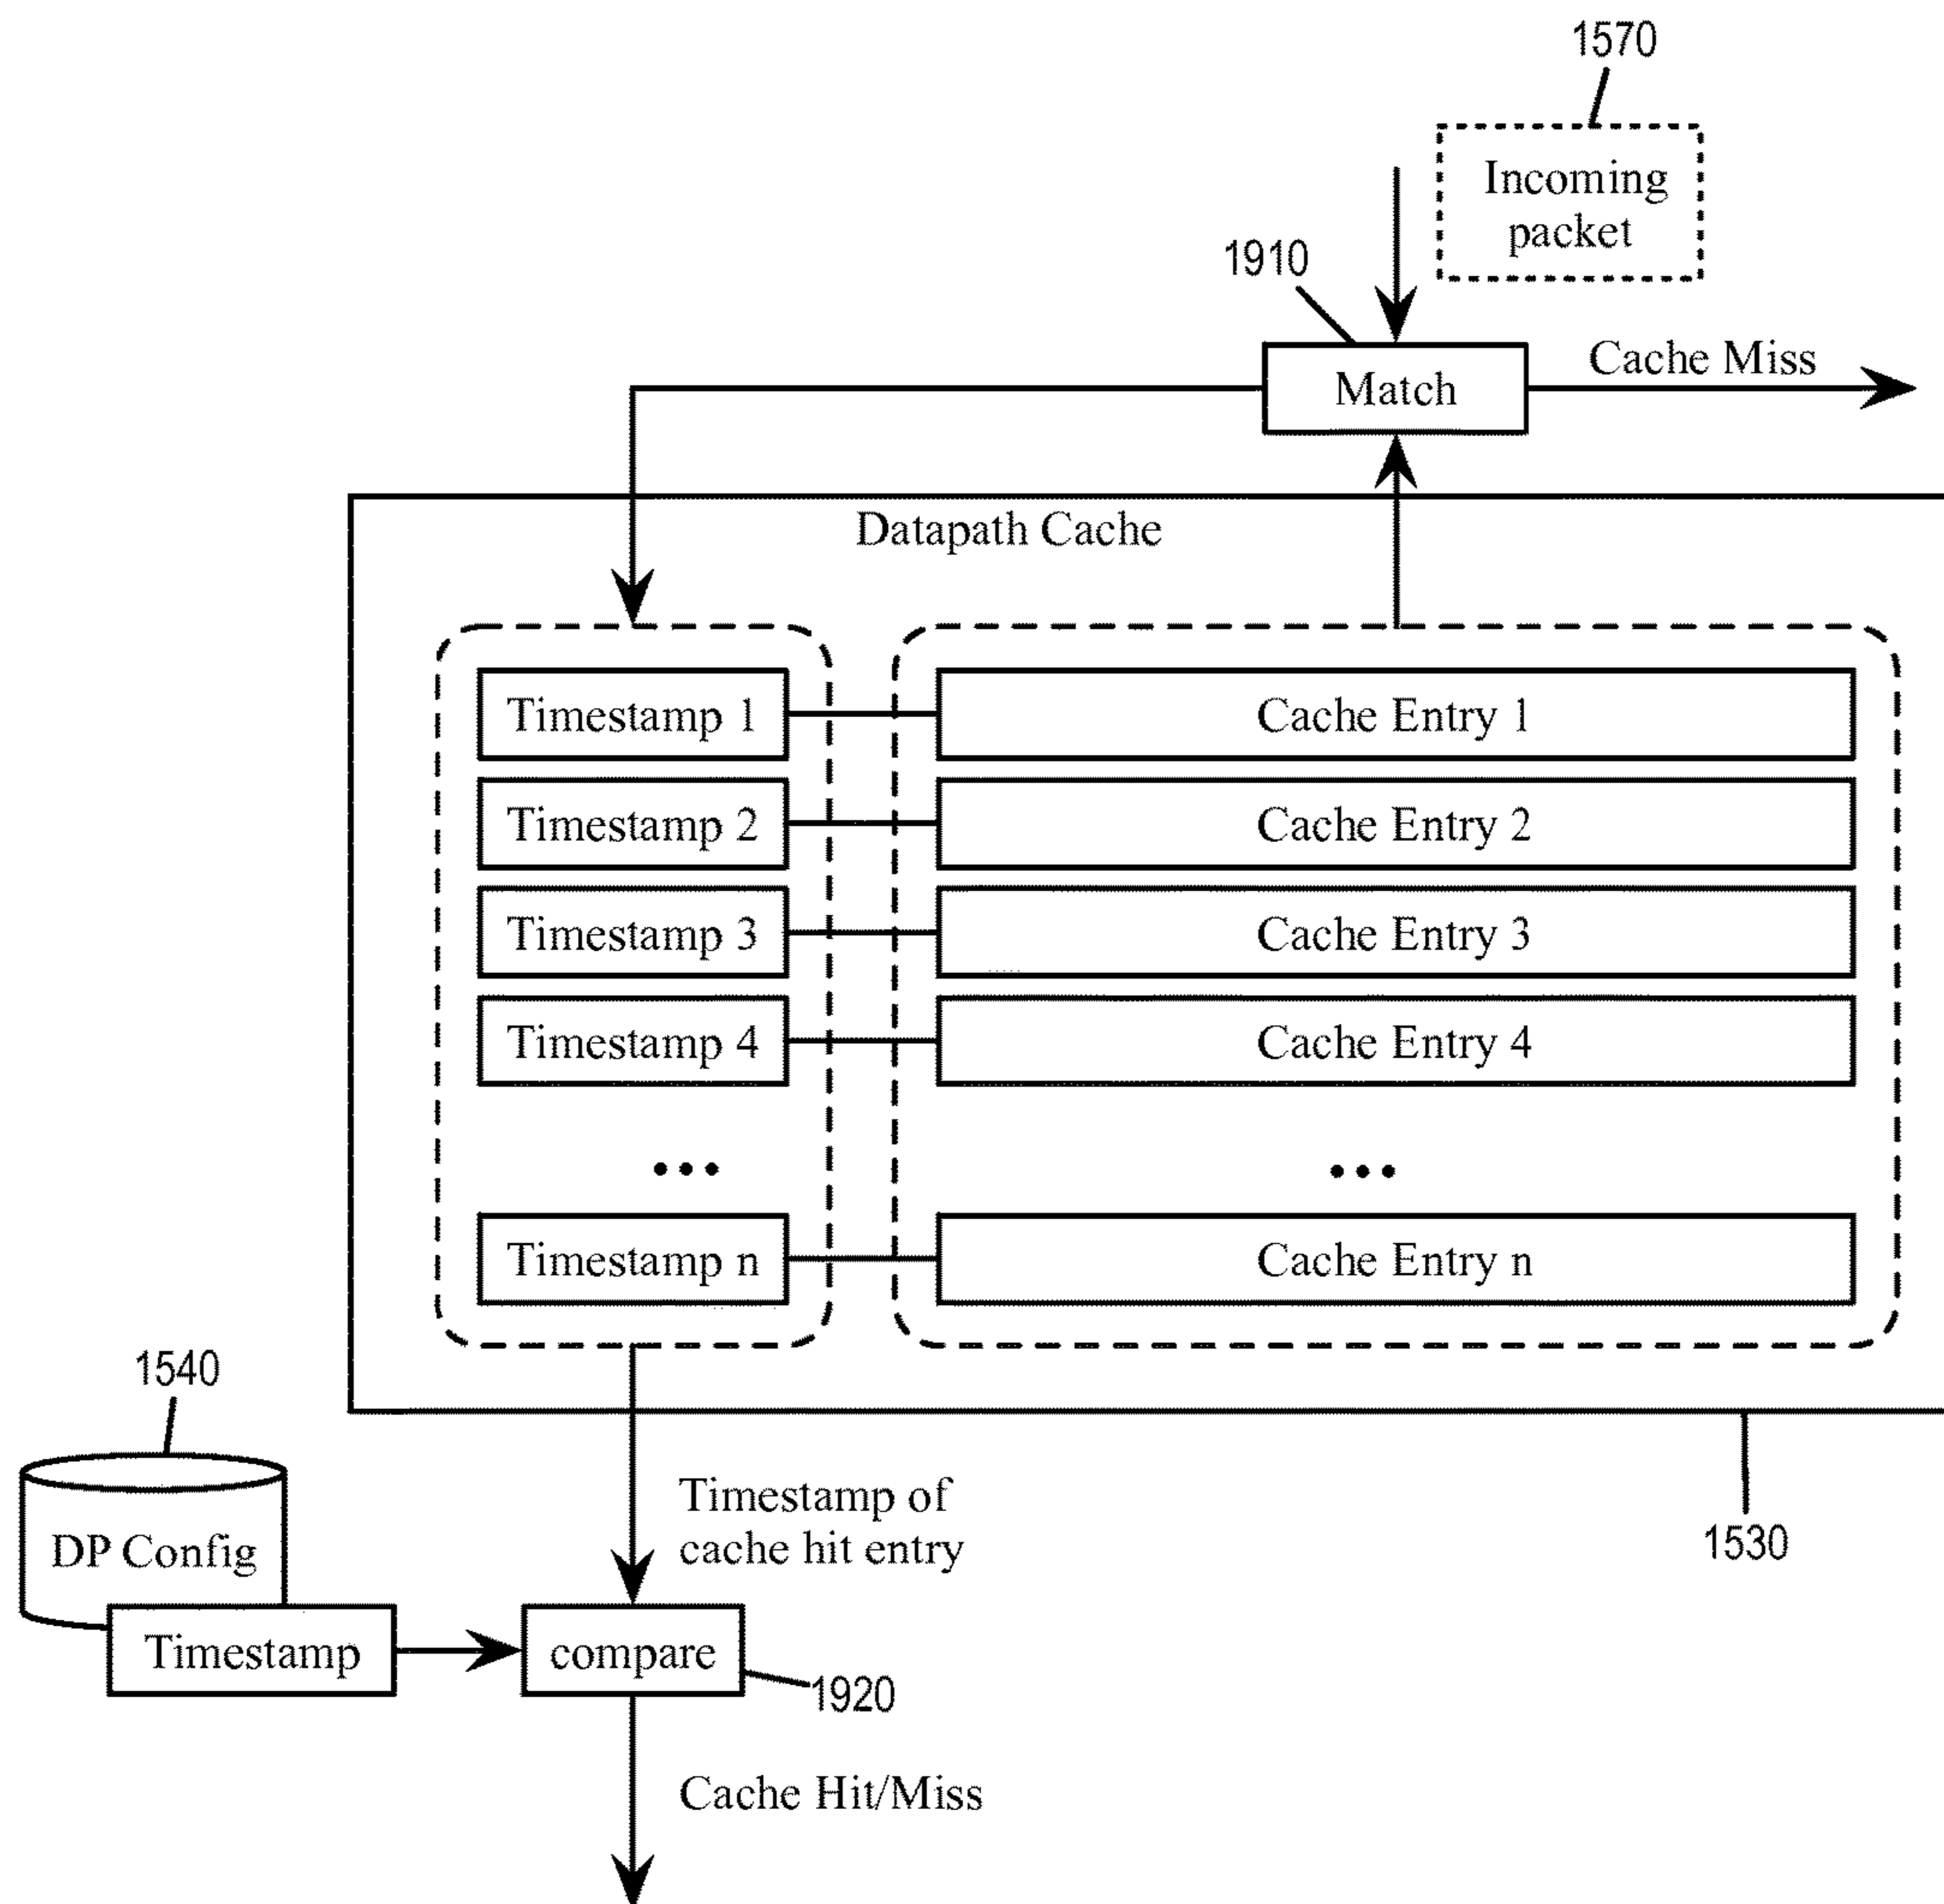 1570
Incoming
packet
1910
Match
Cache Miss
Datapath Cache
Timestamp 1
Cache Entry 1
Timestamp 2
Cache Entry 2
Timestamp 3
Cache Entry 3
Timestamp 4
Cache Entry 4
...
...
Timestamp n
Cache Entry n
1540
DP Config
Timestamp
Timestamp of
cache hit entry
1530
compare
1920
Cache Hit/Miss